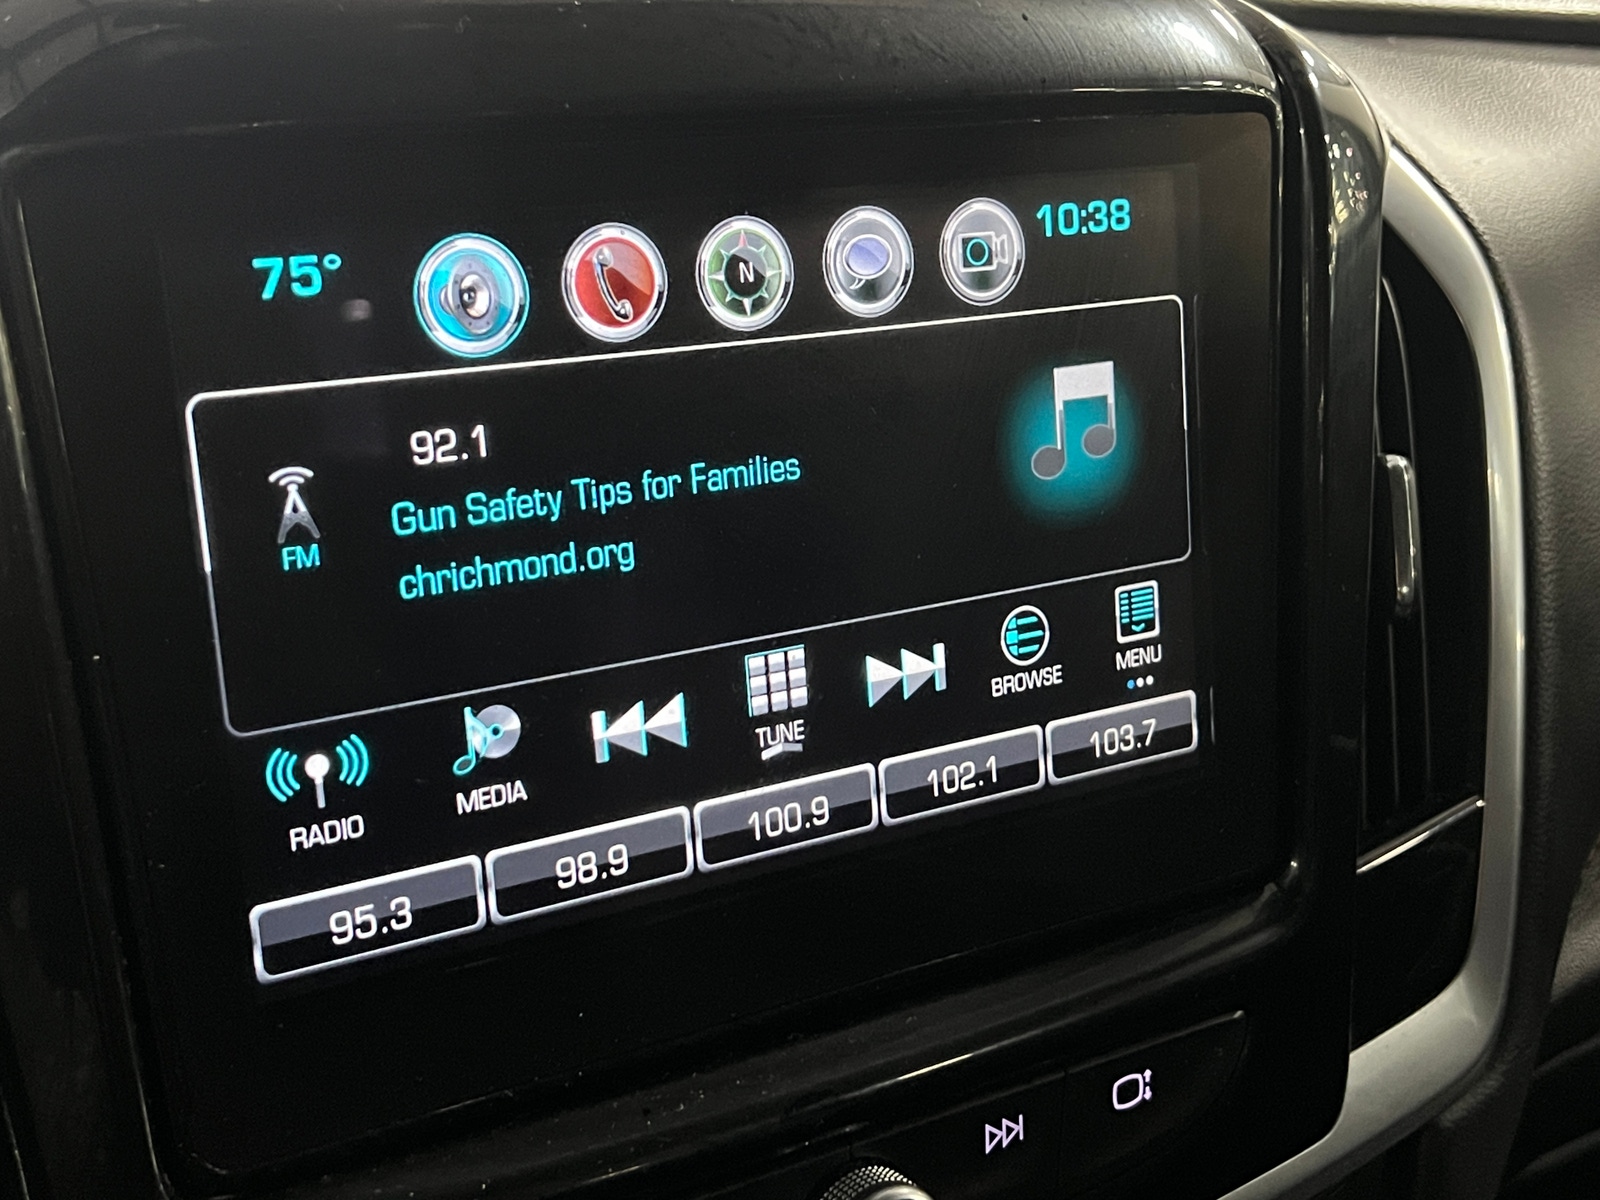 75°
N
10:38
92.1
FM
Gun Safety Tips for Families
chrichmond.org
RADIO
MEDIA
TUNE
BROWSE
MENU
95.3
98.9
100.9
102.1
103.7